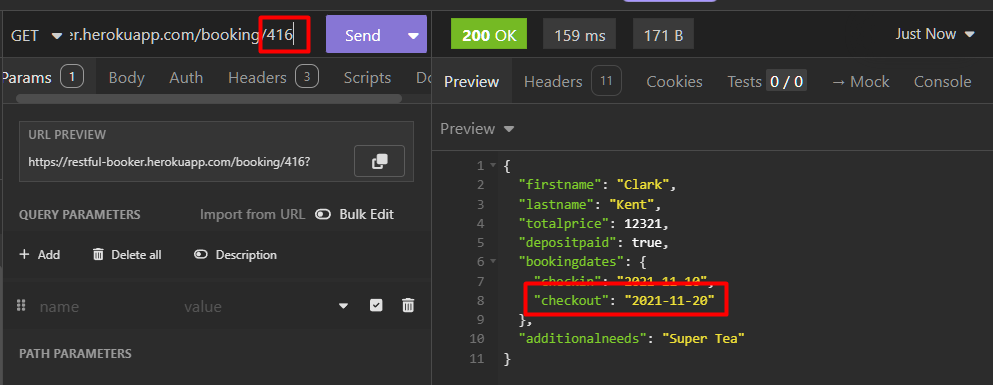 GET er.herokuapp.com/booking/416 Send
200 OK 159 ms 171 B Just Now
Params 1 Body Auth Headers 3 Scripts Do
Preview Headers 11 Cookies Tests 0 / 0 → Mock Console
URL PREVIEW
https://restful-booker.herokuapp.com/booking/416?
QUERY PARAMETERS Import from URL Bulk Edit
+ Add Delete all Description
name value
PATH PARAMETERS
Preview
1 {
2 "firstname": "Clark",
3 "lastname": "Kent",
4 "totalprice": 12321,
5 "depositpaid": true,
6 "bookingdates": {
7 "checkin": "2021-11-10",
8 "checkout": "2021-11-20"
9 },
10 "additionalneeds": "Super Tea"
11 }